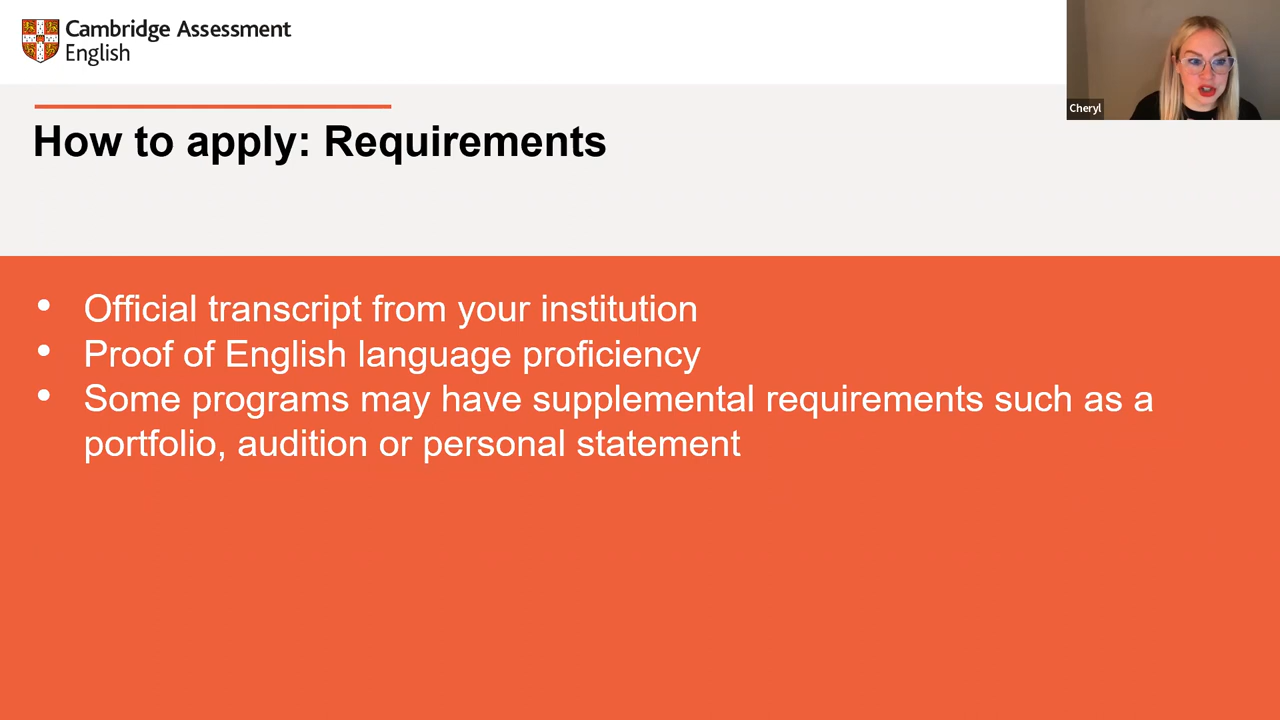 Cambridge Assessment
English
Cheryl
How to apply: Requirements
• Official transcript from your institution
• Proof of English language proficiency
• Some programs may have supplemental requirements such as a
portfolio, audition or personal statement